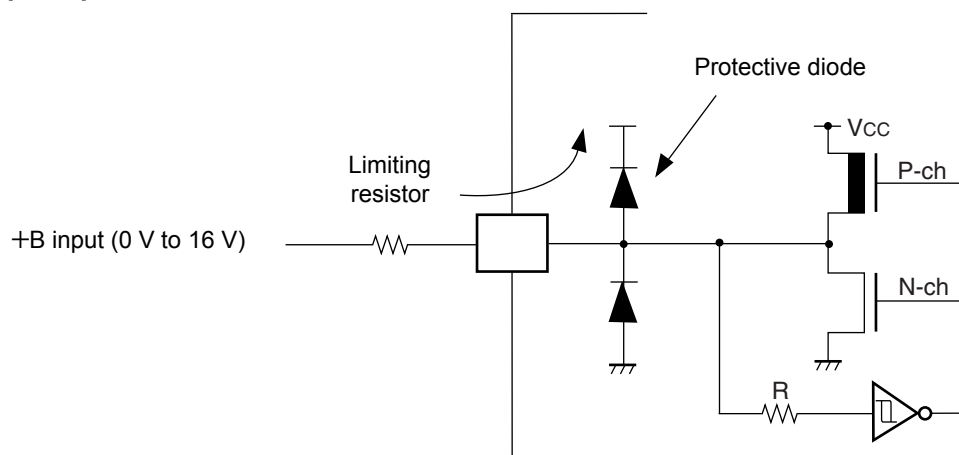 Protective diode
VCC
Limiting
resistor
P-ch
+B input (0 V to 16 V)
N-ch
R